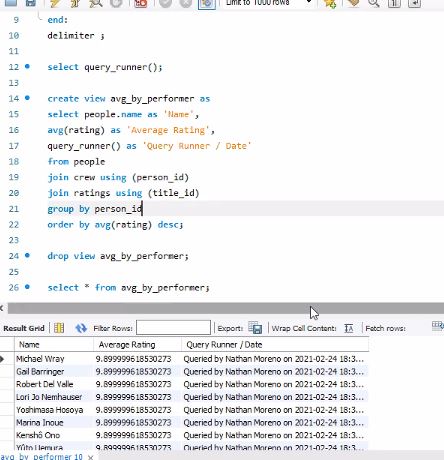 Limit to 1000 rows
9 end;
10 delimiter ;
12 select query_runner();
14 create view avg_by_performer as
15 select people.name as 'Name',
16 avg(rating) as 'Average Rating',
17 query_runner() as 'Query Runner / Date'
18 from people
19 join crew using (person_id)
20 join ratings using (title_id)
21 group by person_id
22 order by avg(rating) desc;
24 drop view avg_by_performer;
26 select * from avg_by_performer;
Result Grid Filter Rows: Export: Wrap Cell Content: Fetch rows:
Name Average Rating Query Runner / Date
Michael Wray 9.899999618530273 Queried by Nathan Moreno on 2021-02-24 18:3...
Gail Barringer 9.899999618530273 Queried by Nathan Moreno on 2021-02-24 18:3...
Robert Del Valle 9.899999618530273 Queried by Nathan Moreno on 2021-02-24 18:3...
Lori Jo Nemhauser 9.899999618530273 Queried by Nathan Moreno on 2021-02-24 18:3...
Yoshimasa Hosoya 9.899999618530273 Queried by Nathan Moreno on 2021-02-24 18:3...
Marina Inoue 9.899999618530273 Queried by Nathan Moreno on 2021-02-24 18:3...
Kenshô Ono 9.899999618530273 Queried by Nathan Moreno on 2021-02-24 18:3...
Yûto Uemura 9.899999618530273 Queried by Nathan Moreno on 2021-02-24 18:3...
avg_by_performer 10